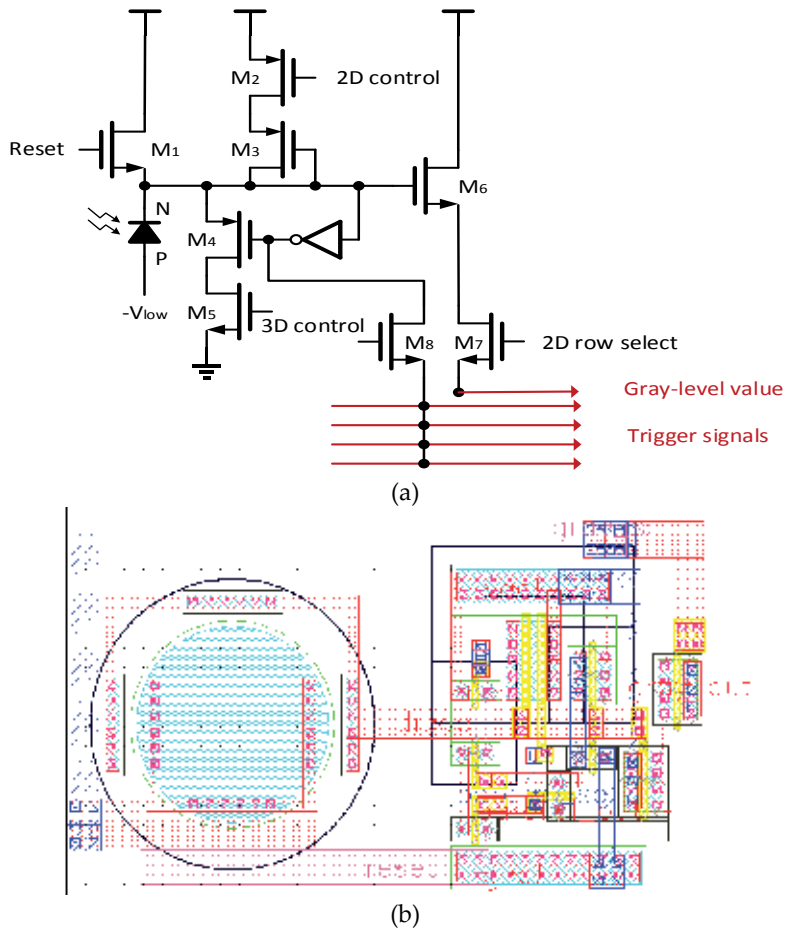 M2
2D control
Reset
M1
M3
M6
N
P
M4
-Vlow
M5
3D control
M8
M7
2D row select
Gray-level value
Trigger signals
(a)
(b)